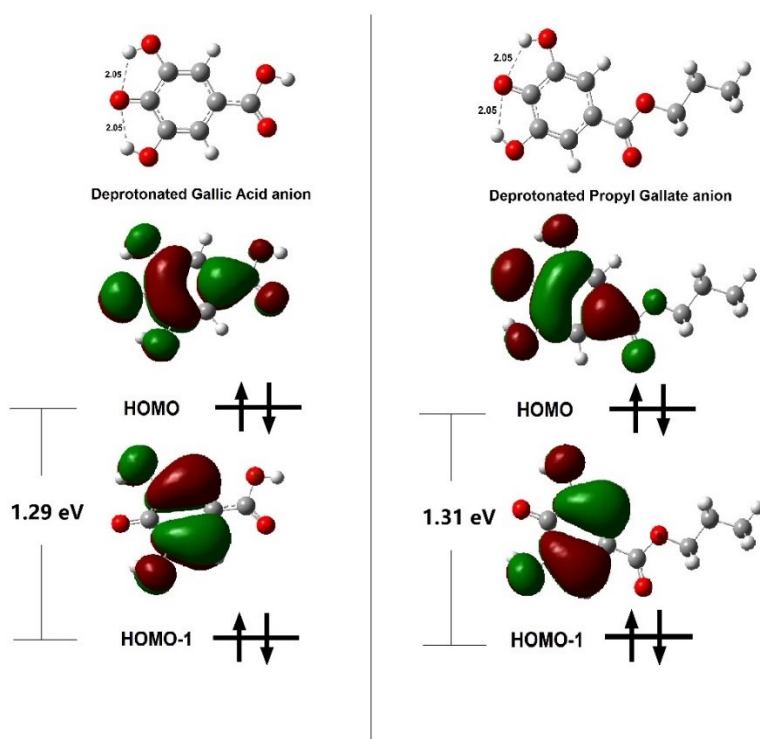 2.05
2.05
Deprotonated Gallic Acid anion
HOMO
1.29 eV
HOMO-1
2.05
2.05
Deprotonated Propyl Gallate anion
HOMO
1.31 eV
HOMO-1